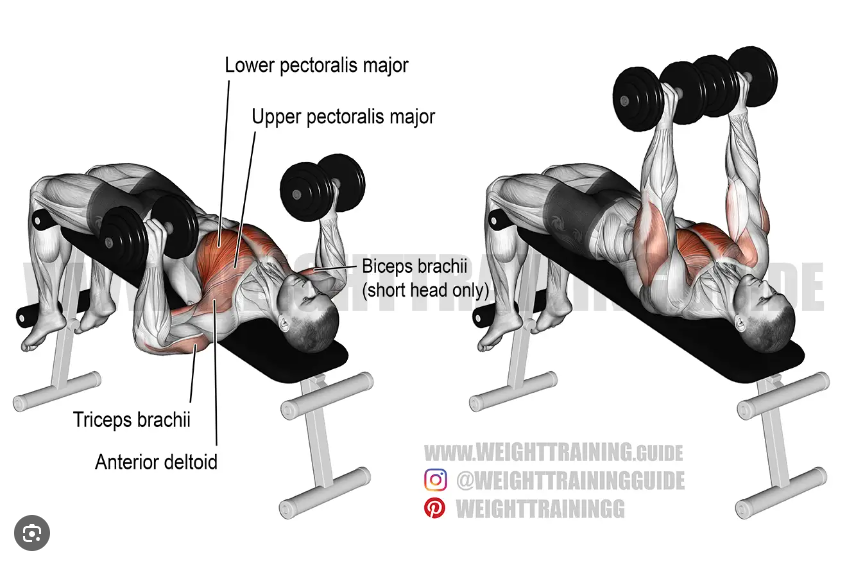 Lower pectoralis major
Upper pectoralis major
Biceps brachii
(short head only)
WWW.WEIGHTTRAINING.GUIDE
Triceps brachii
Anterior deltoid
WWW.WEIGHTTRAINING.GUIDE
@WEIGHTTRAININGGUIDE
WEIGHTTRAININGG